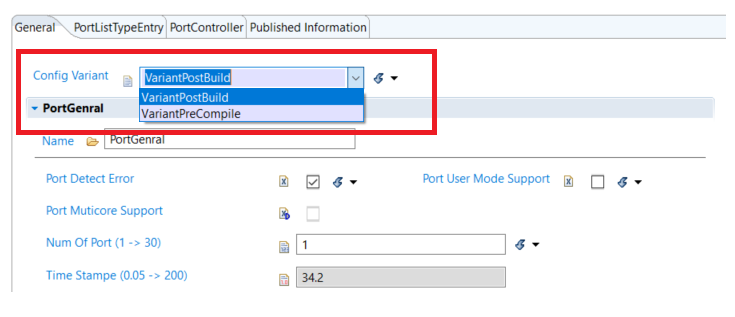 General PortListTypeEntry PortController Published Information
Config Variant VariantPostBuild
VariantPostBuild
PortGenral VariantPreCompile
Name PortGenral
Port Detect Error Port User Mode Support
Port Muticore Support
Num Of Port (1 -> 30) 1
Time Stampe (0.05 -> 200) 34.2